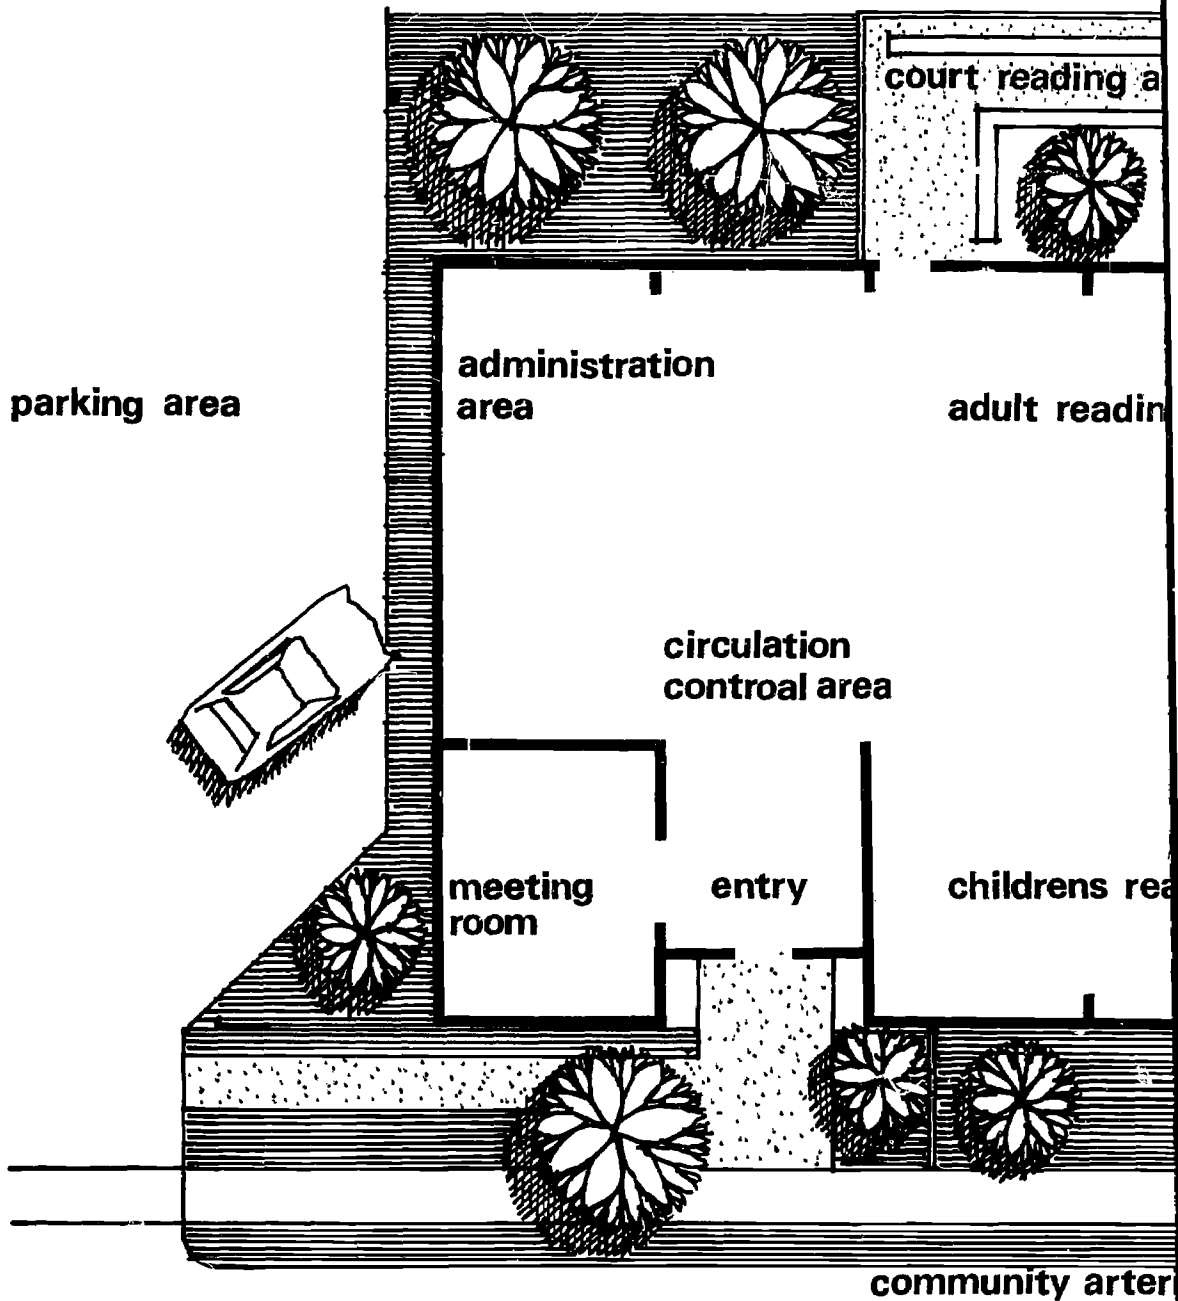 court reading a
administration
area
parking area
adult readin
circulation
controal area
meeting
room
entry
childrens rea
community arter